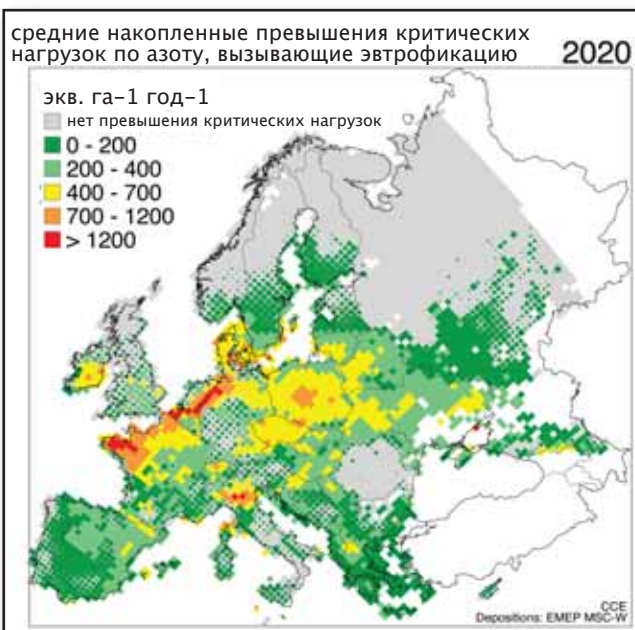 средние накопленные превышения критических
нагрузок по азоту, вызывающие эвтрофикацию 2020
экв. га-1 год-1
нет превышения критических нагрузок
0 - 200
200 - 400
400 - 700
700 - 1200
> 1200
CCE
Depositions: EMEP MSC-W